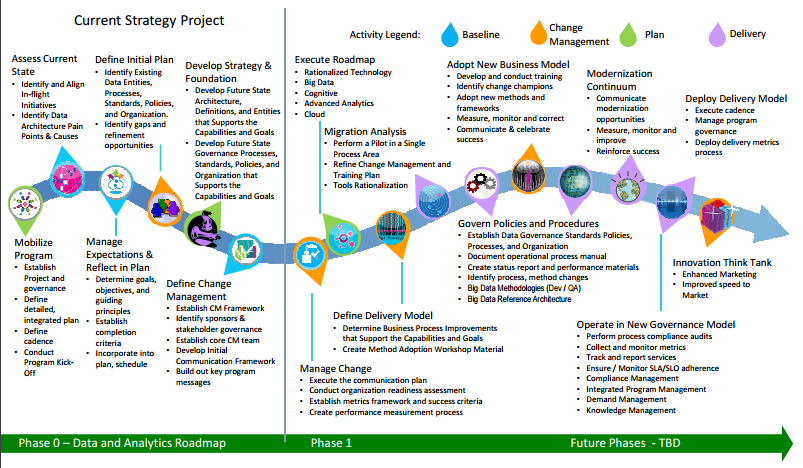 Current Strategy Project
Activity Legend:
Baseline
Change
Management
Plan
Delivery
Assess Current
State
• Identify and Align
In-flight
Initiatives
• Identify Data
Architecture Pain
Points & Causes
Define Initial Plan
• Identify Existing
Data Entities,
Processes,
Standards, Policies,
and Organization.
• Identify gaps and
refinement
opportunities
Develop Strategy &
Foundation
• Develop Future State
Architecture,
Definitions, and Entities
that Supports the
Capabilities and Goals
• Develop Future State
Governance Processes,
Standards, Policies, and
Organization that
Supports the
Capabilities and Goals
Execute Roadmap
• Rationalized Technology
• Big Data
• Cognitive
• Advanced Analytics
• Cloud
Migration Analysis
• Perform a Pilot in a Single
Process Area
• Refine Change Management and
Training Plan
• Tools Rationalization
Adopt New Business Model
• Develop and conduct training
• Identify change champions
• Adopt new methods and
frameworks
• Measure, monitor and correct
• Communicate & celebrate
success
Modernization
Continuum
• Communicate
modernization
opportunities
• Measure, monitor and
improve
• Reinforce success
Deploy Delivery Model
• Execute cadence
• Manage program
governance
• Deploy delivery metrics
process
Mobilize
Program
• Establish
Project and
governance
• Define
detailed,
integrated plan
• Define
cadence
• Conduct
Program Kick-
Off
Manage
Expectations &
Reflect in Plan
• Determine goals,
objectives, and
guiding
principles
• Establish
completion
criteria
• Incorporate into
plan, schedule
Define Change
Management
• Establish CM Framework
• Identify sponsors &
stakeholder governance
• Establish core CM team
• Develop Initial
Communication Framework
• Build out key program
messages
Manage Change
• Execute the communication plan
• Conduct organization readiness assessment
• Establish metrics framework and success criteria
• Create performance measurement process
Define Delivery Model
• Determine Business Process Improvements
that Support the Capabilities and Goals
• Create Method Adoption Workshop Material
Govern Policies and Procedures
• Establish Data Governance Standards Policies,
Processes, and Organization
• Document operational process manual
• Create status report and performance materials
• Identify process, method changes
• Big Data Methodologies (Dev / QA)
• Big Data Reference Architecture
Operate in New Governance Model
• Perform process compliance audits
• Collect and monitor metrics
• Track and report services
• Ensure / Monitor SLA/SLO adherence
• Compliance Management
• Integrated Program Management
• Demand Management
• Knowledge Management
Innovation Think Tank
• Enhanced Marketing
• Improved speed to
Market
Phase 0 – Data and Analytics Roadmap
Phase 1
Future Phases - TBD